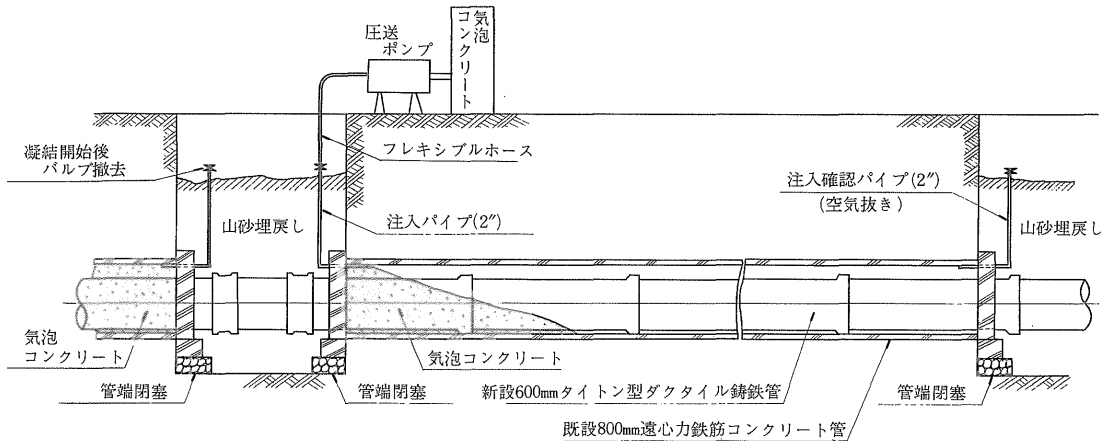 気泡
コンクリート
圧送
ポンプ
凝結開始後
バルブ撤去
フレキシブルホース
注入パイプ(2″)
山砂埋戻し
注入確認パイプ(2″)
(空気抜き)
山砂埋戻し
気泡
コンクリート
気泡コンクリート
新設600mmタイトン型ダクタイル鋳鉄管
管端閉塞
管端閉塞
管端閉塞
既設800mm遠心力鉄筋コンクリート管